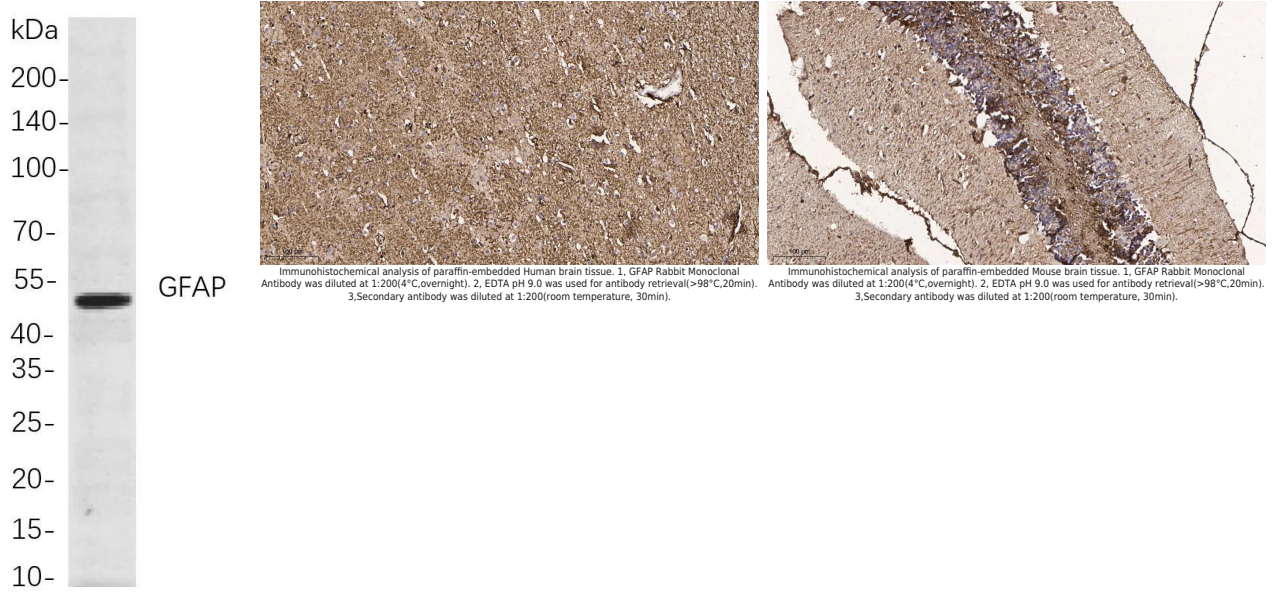 kDa
200-
140-
100-
70-
55-
GFAP
40-
35-
25-
20-
15-
10-
Immunohistochemical analysis of paraffin-embedded Human brain tissue. 1, GFAP Rabbit Monoclonal
Antibody was diluted at 1:200(4°C,overnight). 2, EDTA pH 9.0 was used for antibody retrieval(>98°C,20min).
3,Secondary antibody was diluted at 1:200(room temperature, 30min).
Immunohistochemical analysis of paraffin-embedded Mouse brain tissue. 1, GFAP Rabbit Monoclonal
Antibody was diluted at 1:200(4°C,overnight). 2, EDTA pH 9.0 was used for antibody retrieval(>98°C,20min).
3,Secondary antibody was diluted at 1:200(room temperature, 30min).